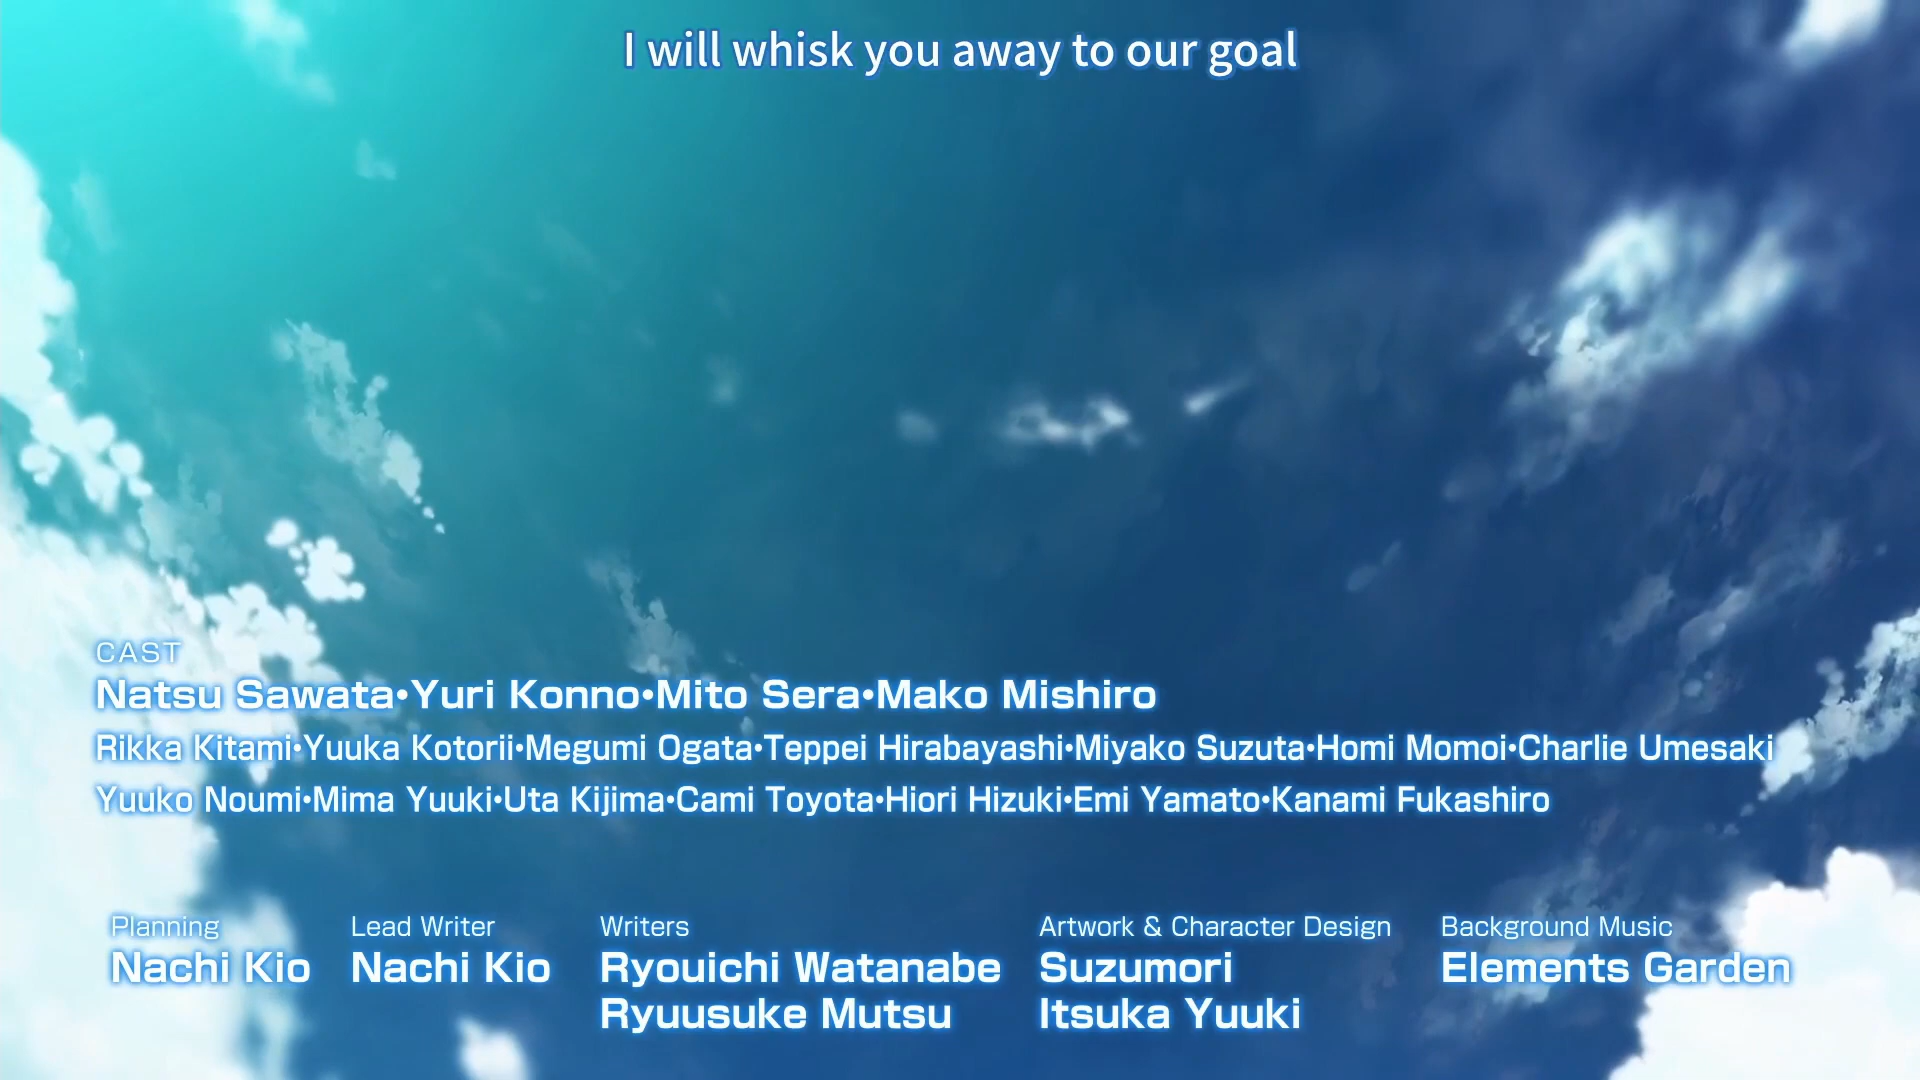 I will whisk you away to our goal
CAST
Natsu Sawata•Yuri Konno•Mito Sera•Mako Mishiro
Rikka Kitami•Yuuka Kotorii•Megumi Ogata•Teppei Hirabayashi•Miyako Suzuta•Homi Momoi•Charlie Umesaki
Yuuko Noumi•Mima Yuuki•Uta Kijima•Cami Toyota•Hiori Hizuki•Emi Yamato•Kanami Fukashiro
Planning
Nachi Kio
Lead Writer
Nachi Kio
Writers
Ryouichi Watanabe
Ryuusuke Mutsu
Artwork & Character Design
Suzumori
Itsuka Yuuki
Background Music
Elements Garden